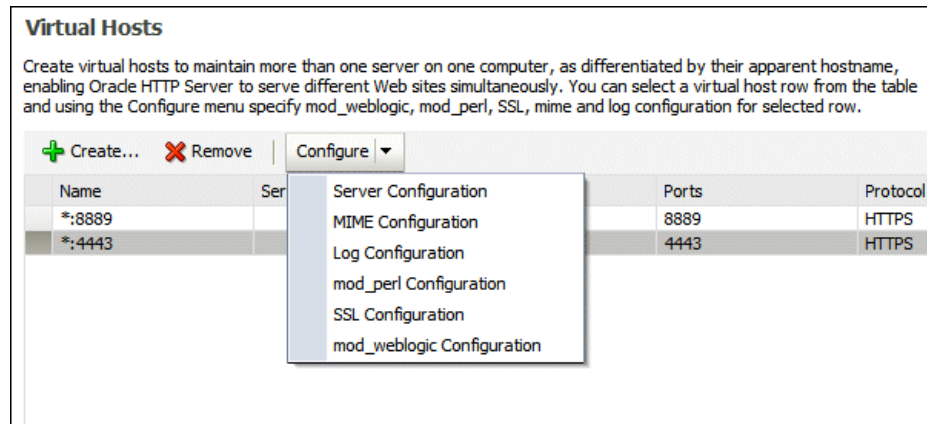 Virtual Hosts
Create virtual hosts to maintain more than one server on one computer, as differentiated by their apparent hostname,
enabling Oracle HTTP Server to serve different Web sites simultaneously. You can select a virtual host row from the table
and using the Configure menu specify mod_weblogic, mod_perl, SSL, mime and log configuration for selected row.
Create... Remove Configure
Name Ser Ports Protocol
*:8889 8889 HTTPS
*:4443 4443 HTTPS
Server Configuration
MIME Configuration
Log Configuration
mod_perl Configuration
SSL Configuration
mod_weblogic Configuration